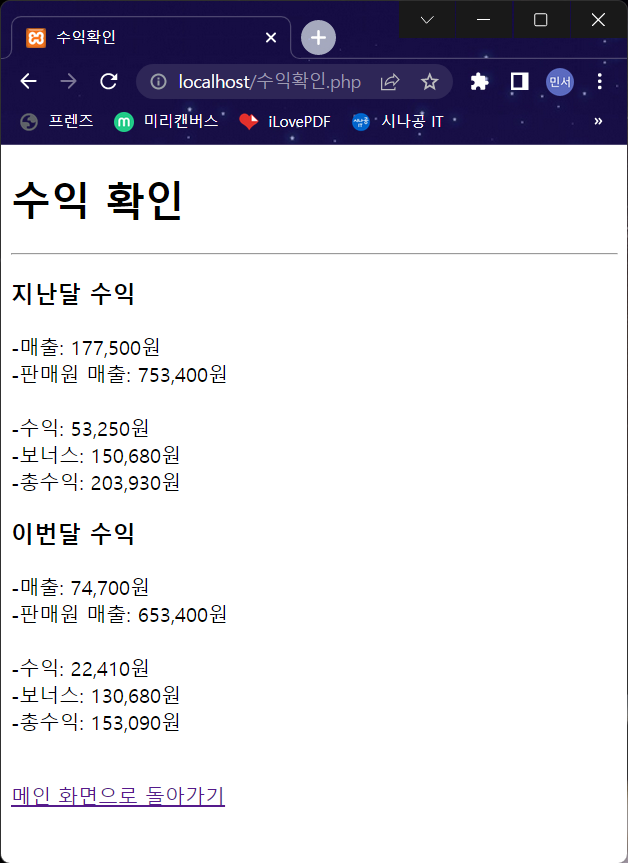 수익확인
localhost/수익확인.php
민서
프렌즈
m 미리캔버스
iLovePDF
시나공 시나공 IT
»
수익 확인
지난달 수익
-매출: 177,500원
-판매원 매출: 753,400원
-수익: 53,250원
-보너스: 150,680원
-총수익: 203,930원
이번달 수익
-매출: 74,700원
-판매원 매출: 653,400원
-수익: 22,410원
-보너스: 130,680원
-총수익: 153,090원
메인 화면으로 돌아가기